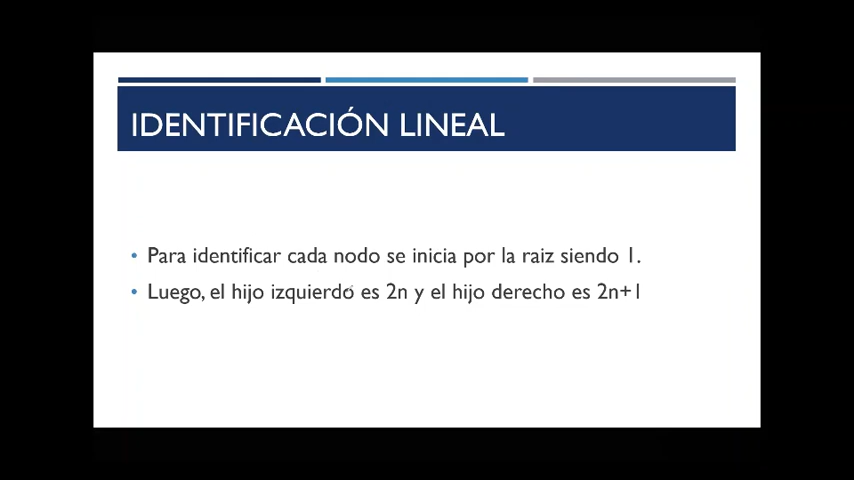 IDENTIFICACIÓN LINEAL
• Para identificar cada nodo se inicia por la raiz siendo 1.
• Luego, el hijo izquierdo es 2n y el hijo derecho es 2n+1